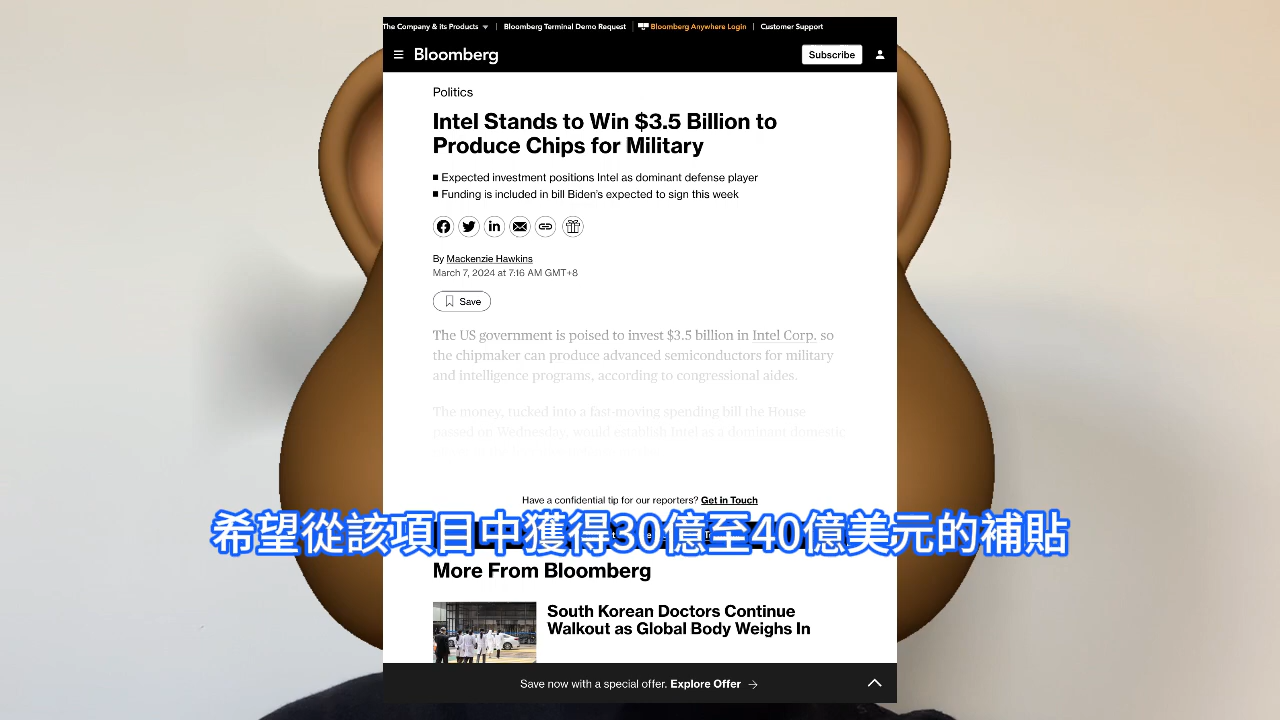 The Company & its Products
Bloomberg Terminal Demo Request
Bloomberg Anywhere Login
Customer Support
Bloomberg
Subscribe
Politics
Intel Stands to Win $3.5 Billion to
Produce Chips for Military
Expected investment positions Intel as dominant defense player
Funding is included in bill Biden's expected to sign this week
By Mackenzie Hawkins
March 7, 2024 at 7:16 AM GMT+8
Save
The US government is poised to invest $3.5 billion in Intel Corp. so
the chipmaker can produce advanced semiconductors for military
and intelligence programs, according to congressional aides.
The money, tucked into a fast-moving spending bill the House
passed on Wednesday, would establish Intel as a dominant domestic
Have a confidential tip for our reporters? Get in Touch
希望從該項目中獲得30億至40億美元的補貼
More From Bloomberg
South Korean Doctors Continue
Walkout as Global Body Weighs In
Save now with a special offer. Explore Offer